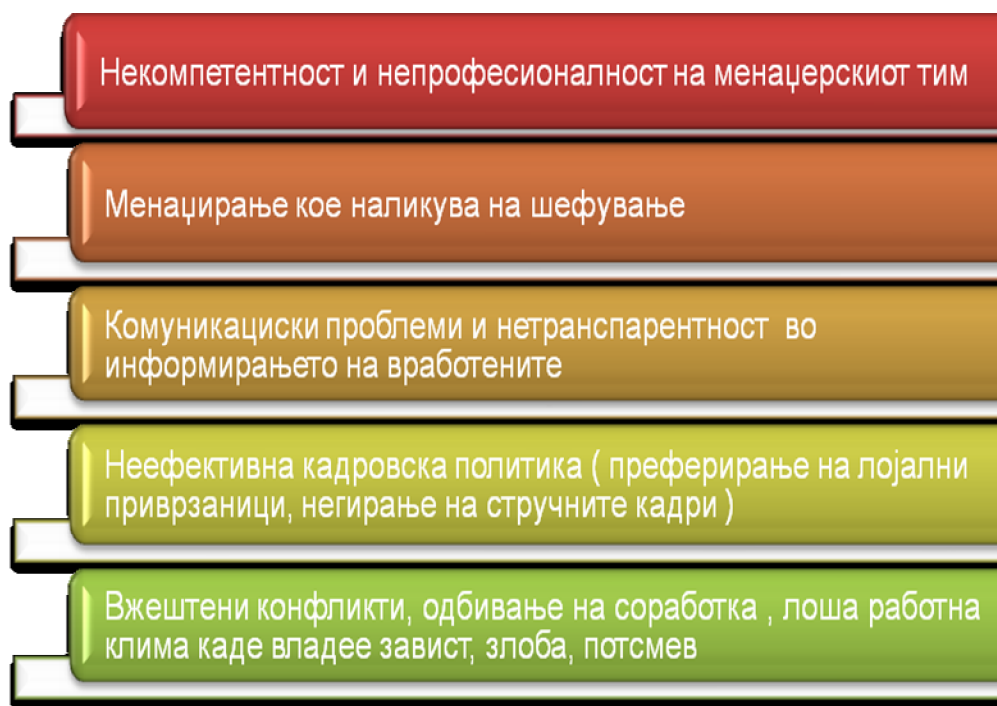 Некомпетентност и непрофесионалност на менаџерскиот тим
Менаџирање кое наликува на шефување
Комуникациски проблеми и нетранспарентност во
информирањето на вработените
Неефективна кадровска политика ( преферирање на лојални
приврзаници, негирање на стручните кадри )
Вжештени конфликти, одбивање на соработка , лоша работна
клима каде владее завист, злоба, потсмев